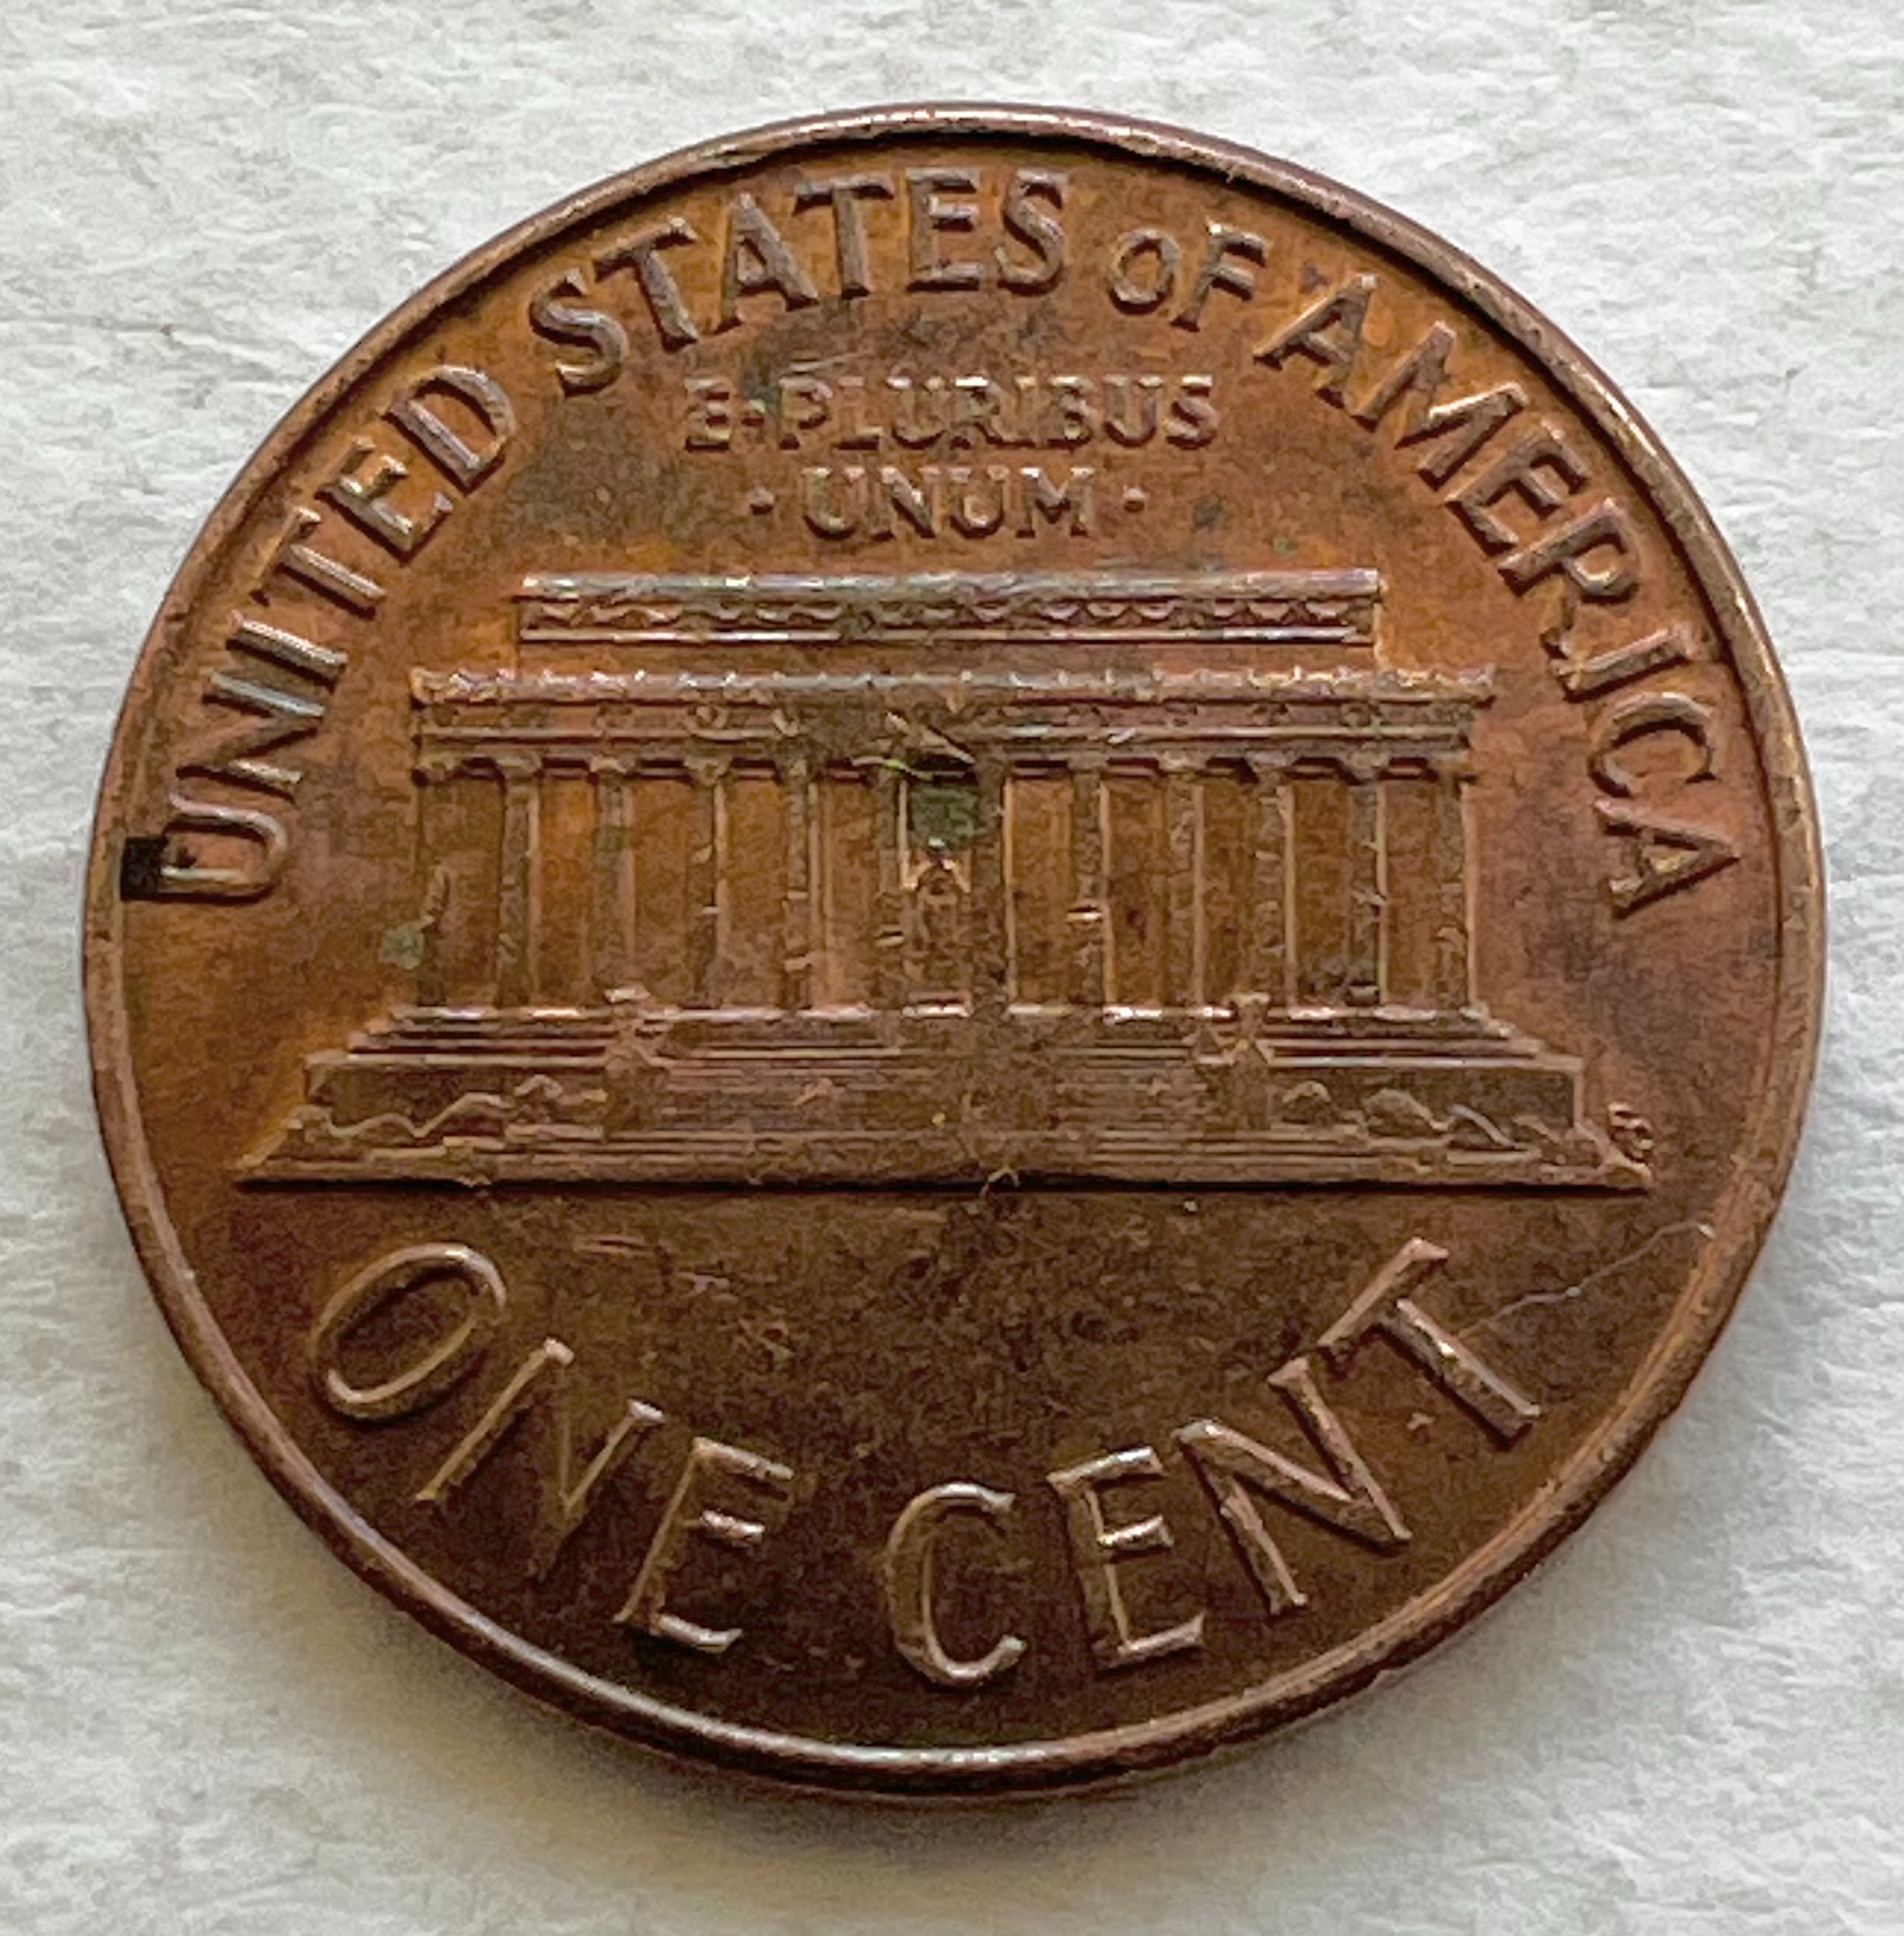 UNITED STATES OF AMERICA
E·PLURIBUS
·UNUM·
ONE CENT